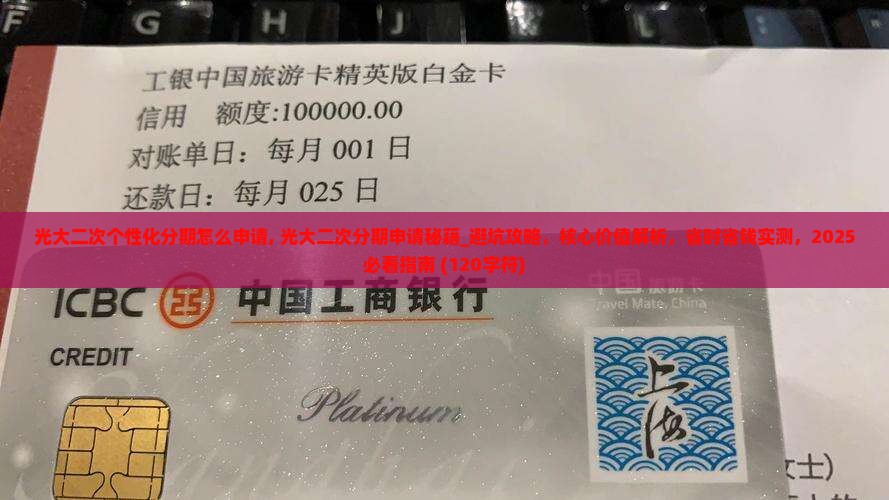 F G H J L
工银中国旅游卡精英版白金卡
信用 额度:100000.00
对账单日：每月 001 日
还款日：每月 025 日
光大二次个性化分期怎么申请, 光大二次分期申请秘籍_避坑攻略，核心价值解析，省时省钱实测，2025
必看指南 (120字符)
ICBC 中国工商银行
中国旅游卡
ravel Mate, China
CREDIT
Platinum
上海
女士)